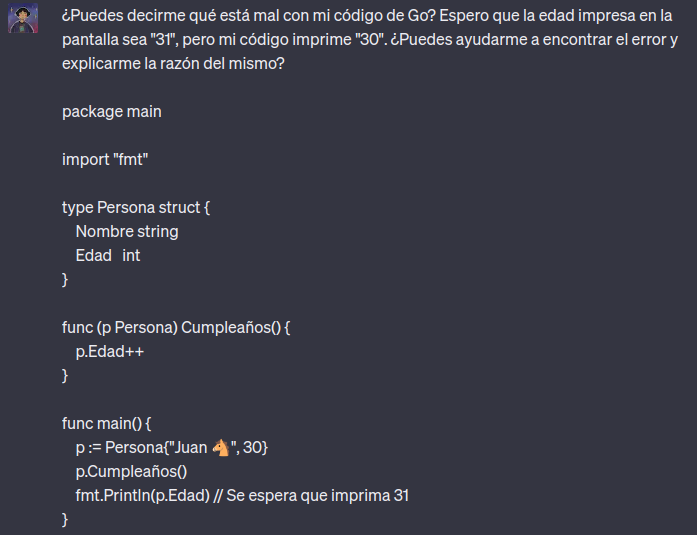 ¿Puedes decirme qué está mal con mi código de Go? Espero que la edad impresa en la
pantalla sea "31", pero mi código imprime "30". ¿Puedes ayudarme a encontrar el error y
explicarme la razón del mismo?
package main
import "fmt"
type Persona struct {
    Nombre string
    Edad   int
}
func (p Persona) Cumpleaños() {
    p.Edad++
}
func main() {
    p := Persona{"Juan 🐴", 30}
    p.Cumpleaños()
    fmt.Println(p.Edad) // Se espera que imprima 31
}